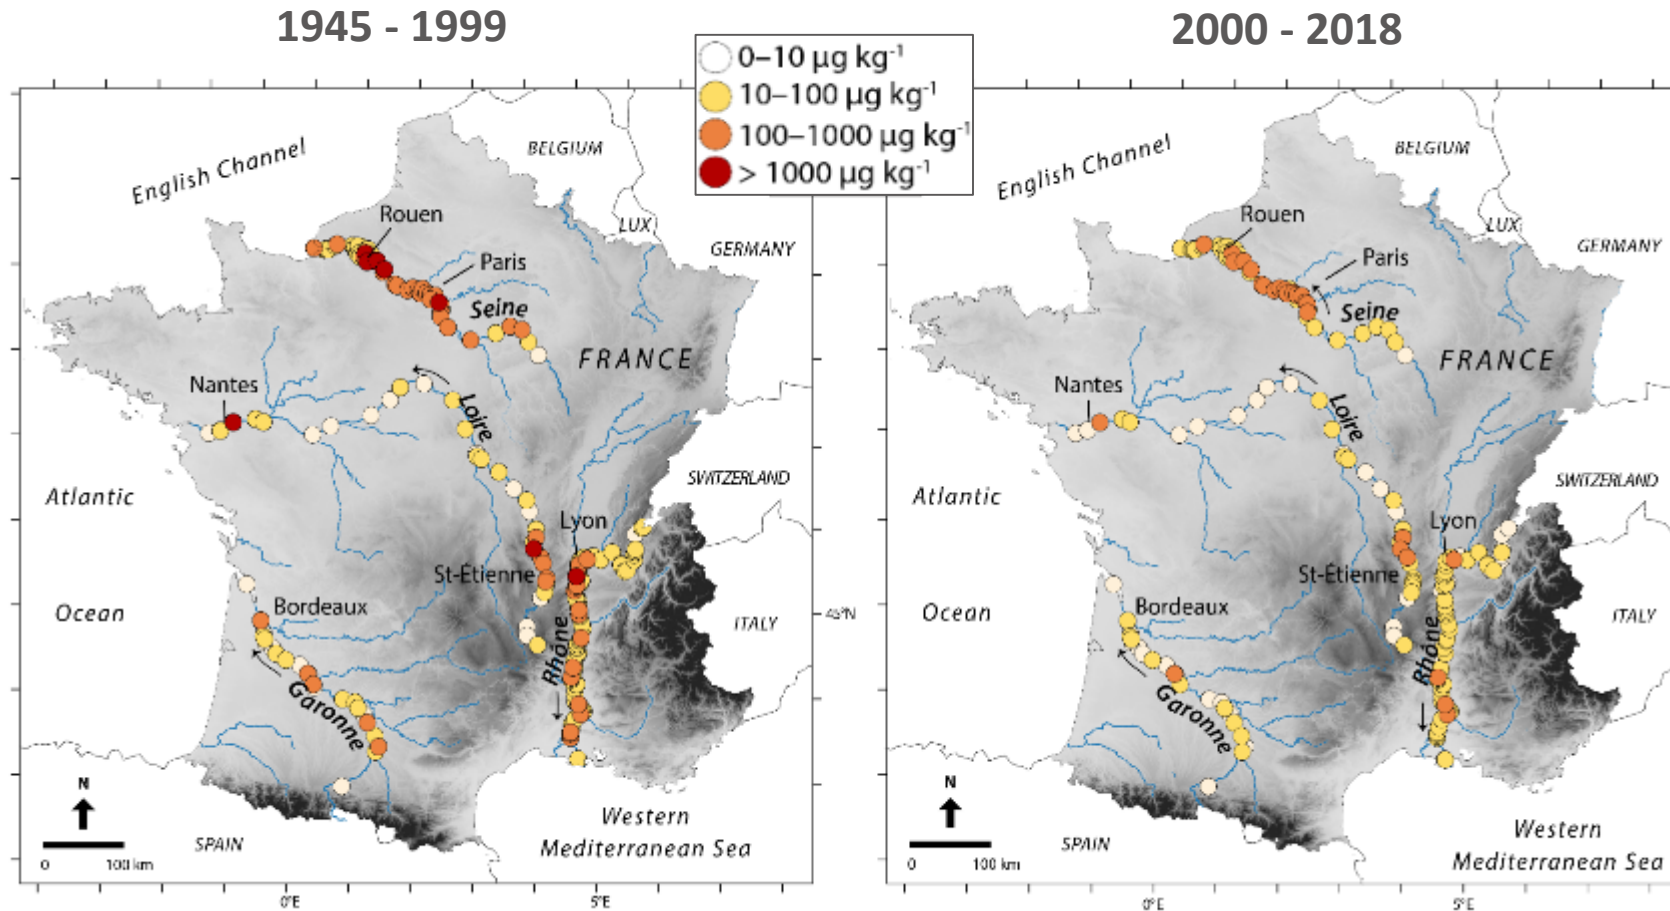 1945 - 1999
2000 - 2018
0–10 µg kg⁻¹
10–100 µg kg⁻¹
100–1000 µg kg⁻¹
> 1000 µg kg⁻¹
English Channel
BELGIUM
LUX
GERMANY
Rouen
Paris
Seine
FRANCE
Nantes
Loire
SWITZERLAND
Atlantic
Ocean
Lyon
St-Étienne
Bordeaux
Rhône
ITALY
Garonne
45°N
N
0
100 km
SPAIN
Western
Mediterranean Sea
0°E
5°E
English Channel
BELGIUM
LUX
GERMANY
Rouen
Paris
Seine
FRANCE
Nantes
Loire
SWITZERLAND
Atlantic
Ocean
Lyon
St-Étienne
Bordeaux
Rhône
ITALY
Garonne
N
0
100 km
SPAIN
Western
Mediterranean Sea
0°E
5°E